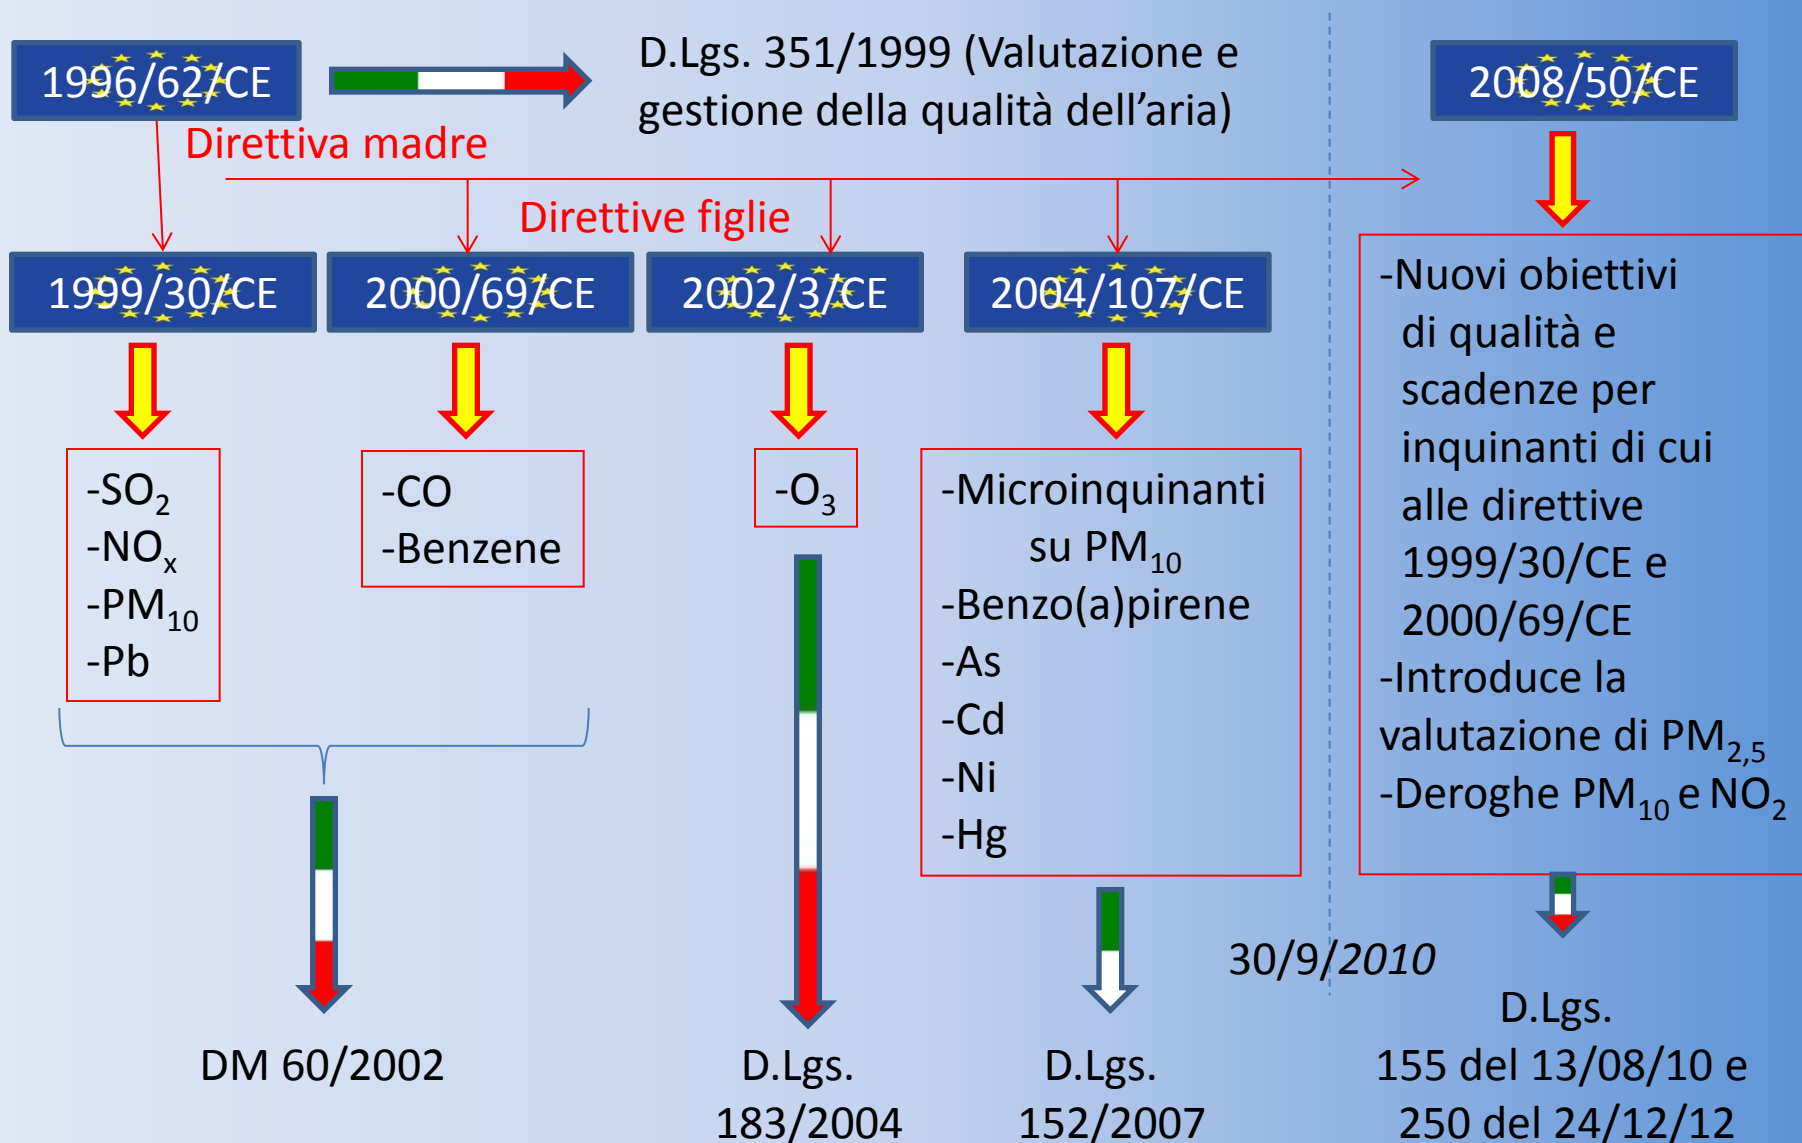 1996/62/CE
D.Lgs. 351/1999 (Valutazione e
gestione della qualità dell’aria)
2008/50/CE
Direttiva madre
Direttive figlie
1999/30/CE
2000/69/CE
2002/3/CE
2004/107/CE
-SO₂
-NOₓ
-PM₁₀
-Pb
-CO
-Benzene
-O₃
-Microinquinanti
su PM₁₀
-Benzo(a)pirene
-As
-Cd
-Ni
-Hg
-Nuovi obiettivi
di qualità e
scadenze per
inquinanti di cui
alle direttive
1999/30/CE e
2000/69/CE
-Introduce la
valutazione di PM₂,₅
-Deroghe PM₁₀ e NO₂
30/9/2010
DM 60/2002
D.Lgs.
183/2004
D.Lgs.
152/2007
D.Lgs.
155 del 13/08/10 e
250 del 24/12/12